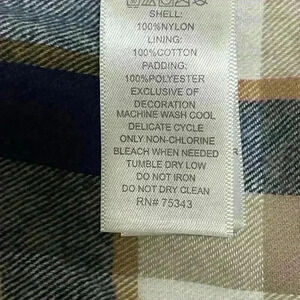 SHELL:
100%NYLON
LINING:
100%COTTON
PADDING:
100%POLYESTER
EXCLUSIVE OF
DECORATION
MACHINE WASH COOL
DELICATE CYCLE
ONLY NON-CHLORINE
BLEACH WHEN NEEDED
TUMBLE DRY LOW
DO NOT IRON
DO NOT DRY CLEAN
RN# 75343